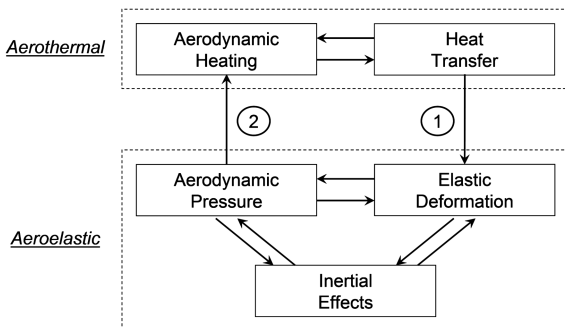 Aerothermal
Aerodynamic
Heating
Heat
Transfer
2
1
Aeroelastic
Aerodynamic
Pressure
Elastic
Deformation
Inertial
Effects